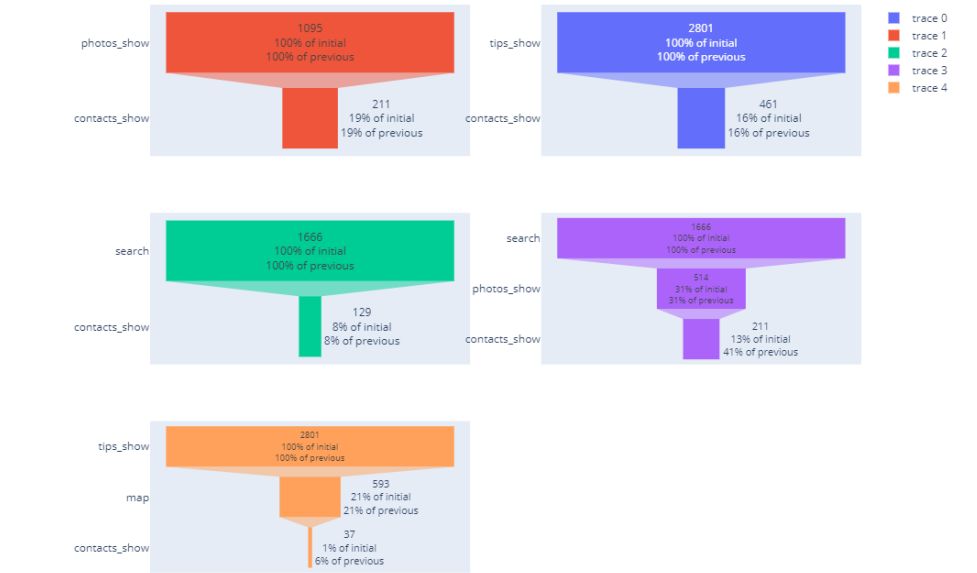 photos_show
1095
100% of initial
100% of previous
contacts_show
211
19% of initial
19% of previous
tips_show
2801
100% of initial
100% of previous
contacts_show
461
16% of initial
16% of previous
trace 0
trace 1
trace 2
trace 3
trace 4
search
1666
100% of initial
100% of previous
contacts_show
129
8% of initial
8% of previous
search
1666
100% of initial
100% of previous
photos_show
514
31% of initial
31% of previous
contacts_show
211
13% of initial
41% of previous
tips_show
2801
100% of initial
100% of previous
map
593
21% of initial
21% of previous
contacts_show
37
1% of initial
6% of previous